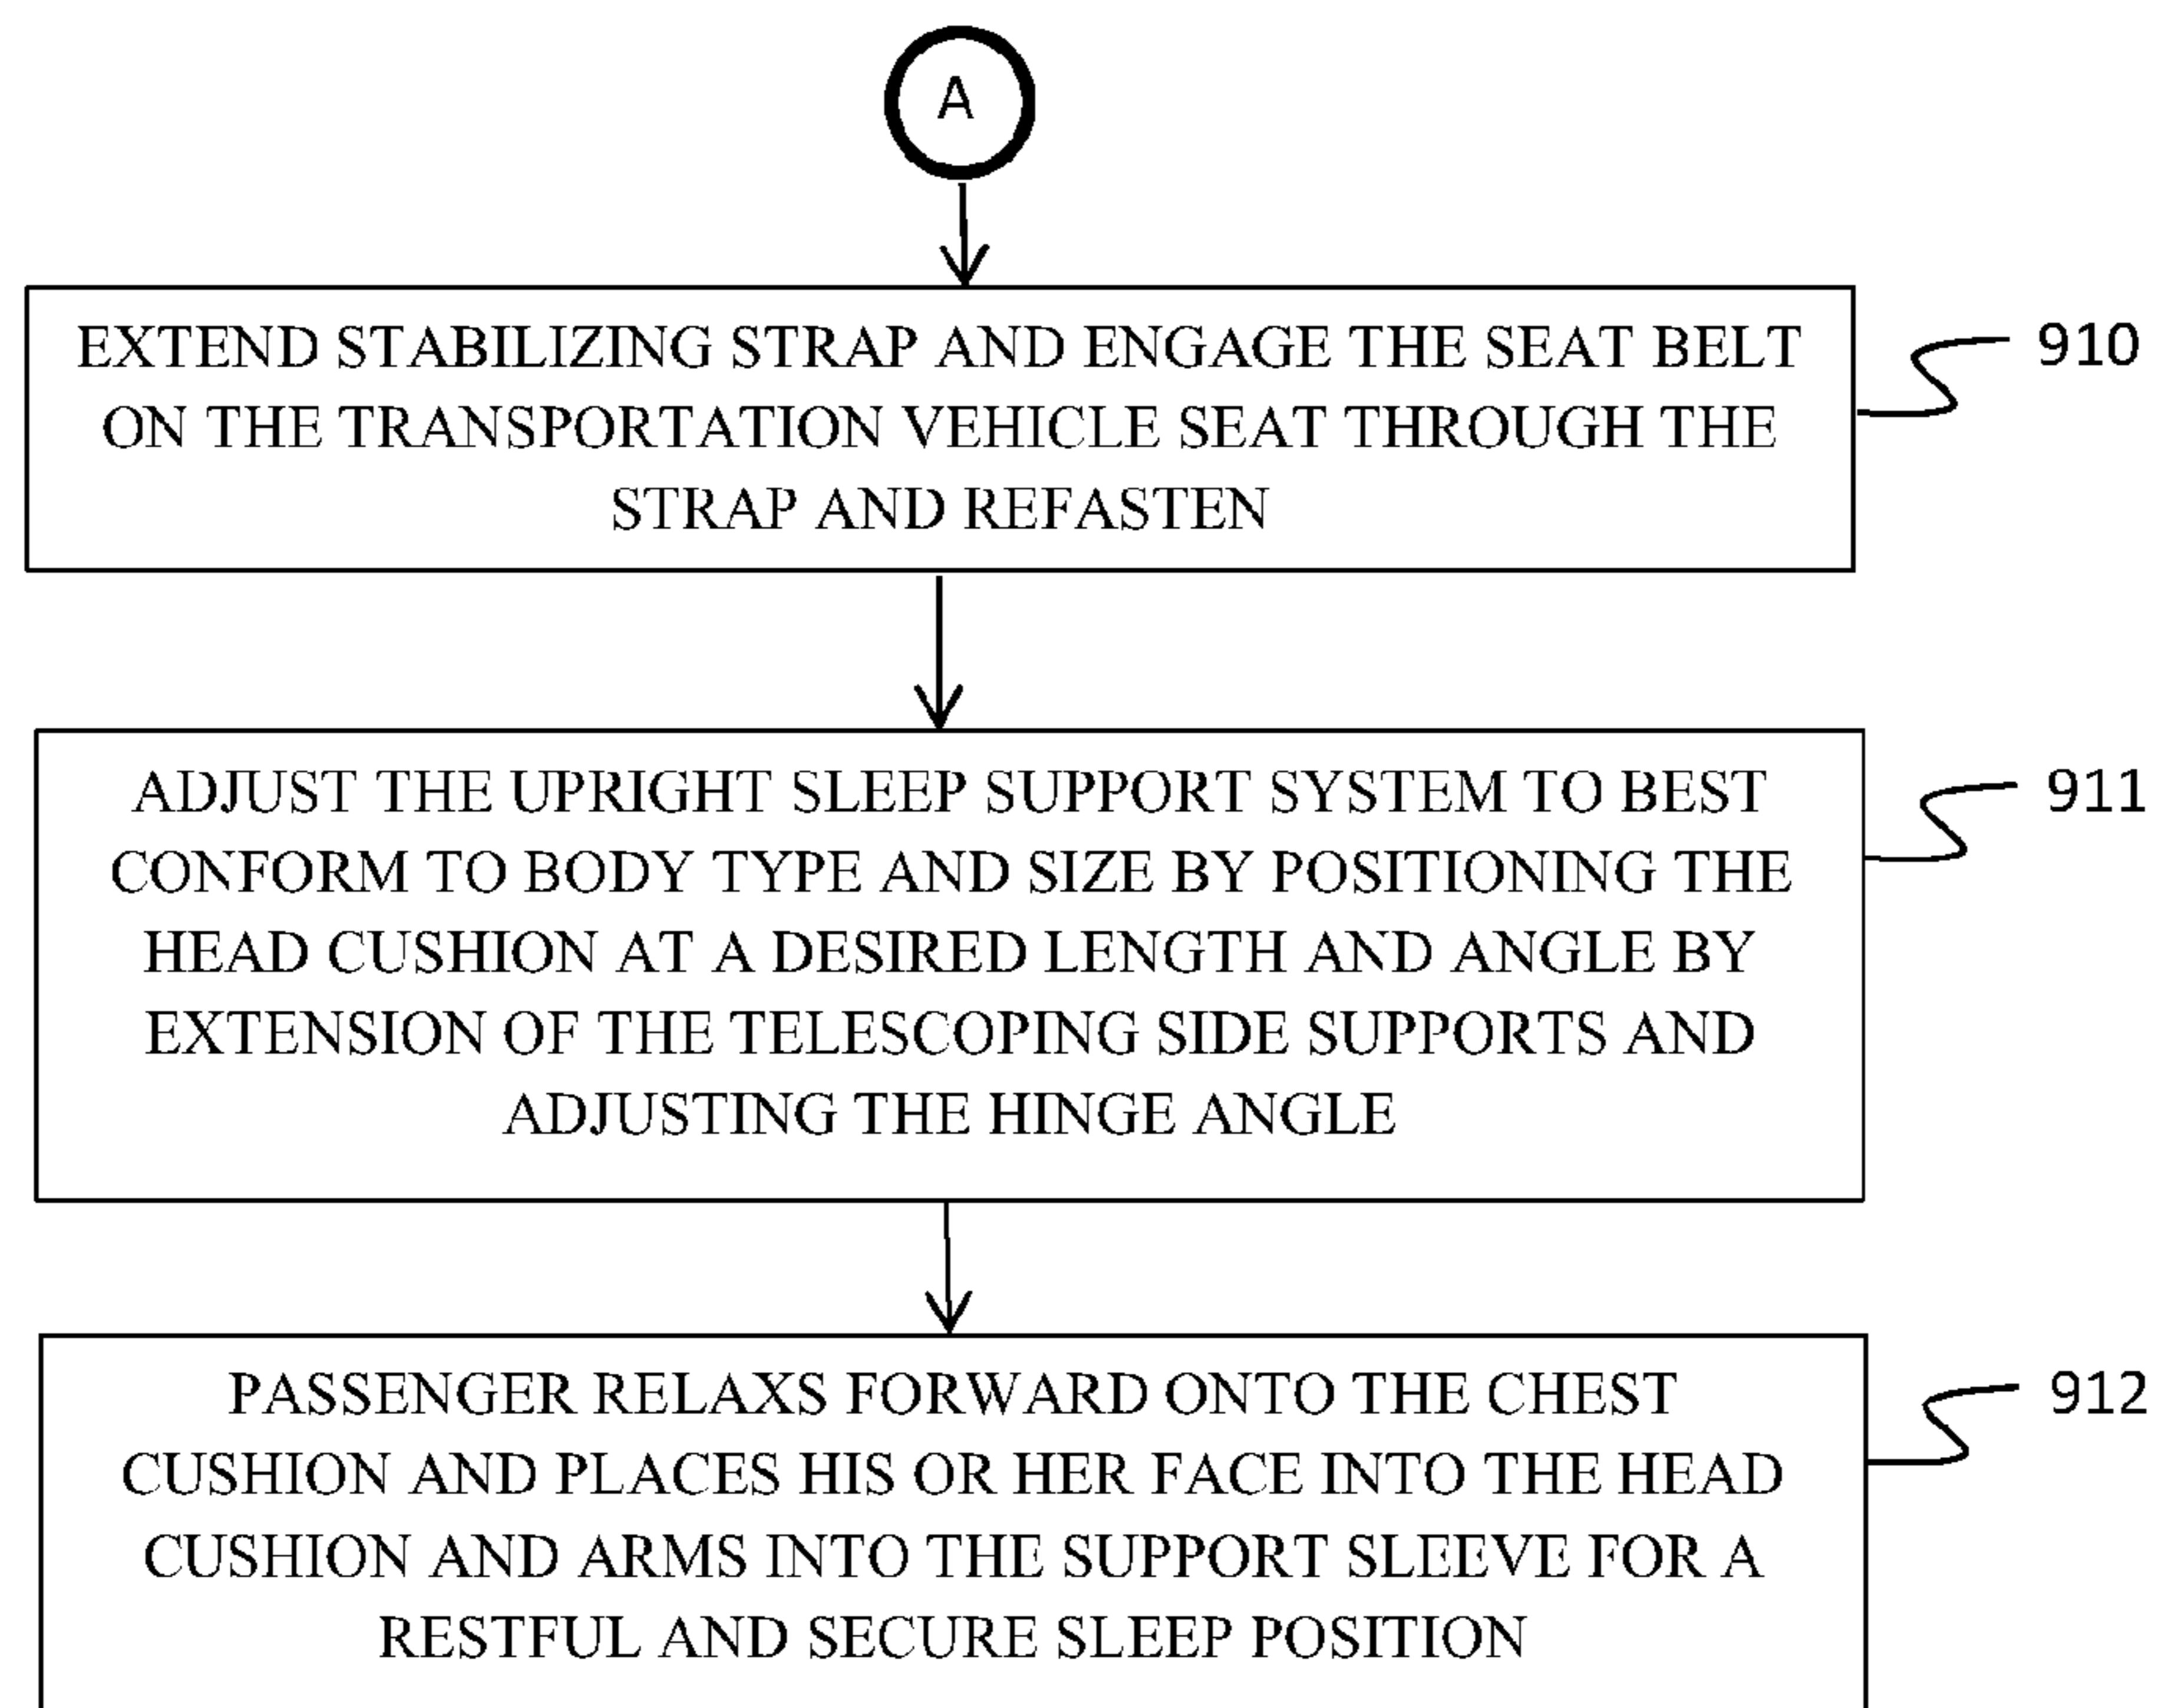 A
EXTEND STABILIZING STRAP AND ENGAGE THE SEAT BELT
ON THE TRANSPORTATION VEHICLE SEAT THROUGH THE
STRAP AND REFASTEN
910
ADJUST THE UPRIGHT SLEEP SUPPORT SYSTEM TO BEST
CONFORM TO BODY TYPE AND SIZE BY POSITIONING THE
HEAD CUSHION AT A DESIRED LENGTH AND ANGLE BY
EXTENSION OF THE TELESCOPING SIDE SUPPORTS AND
ADJUSTING THE HINGE ANGLE
911
PASSENGER RELAXS FORWARD ONTO THE CHEST
CUSHION AND PLACES HIS OR HER FACE INTO THE HEAD
CUSHION AND ARMS INTO THE SUPPORT SLEEVE FOR A
RESTFUL AND SECURE SLEEP POSITION
912